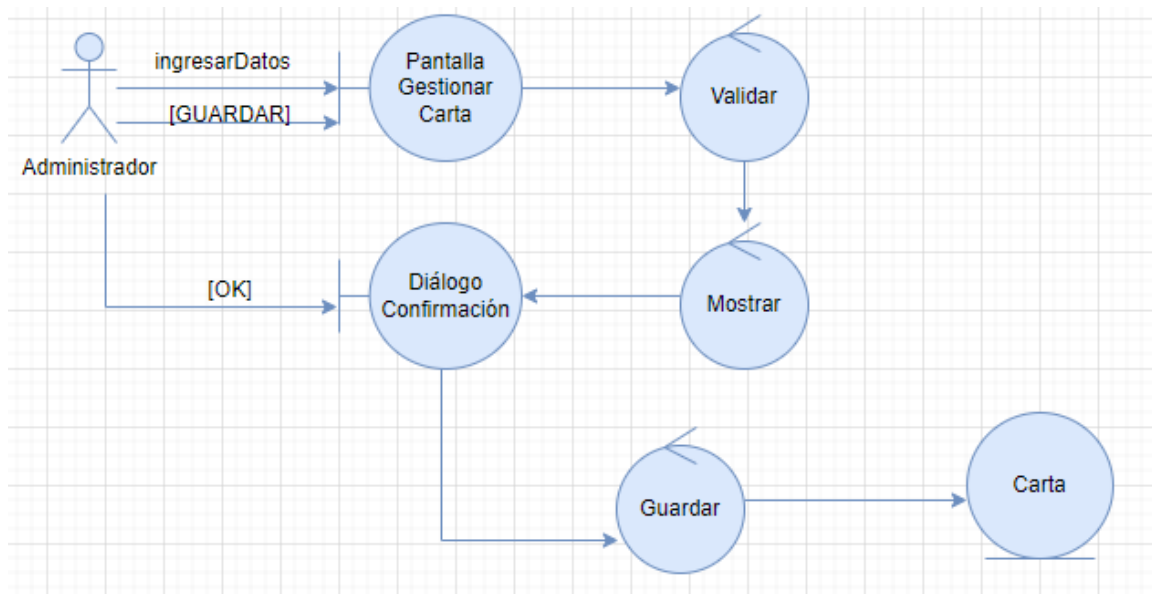 ingresarDatos
[GUARDAR]
Administrador
Pantalla
Gestionar
Carta
Validar
[OK]
Diálogo
Confirmación
Mostrar
Guardar
Carta